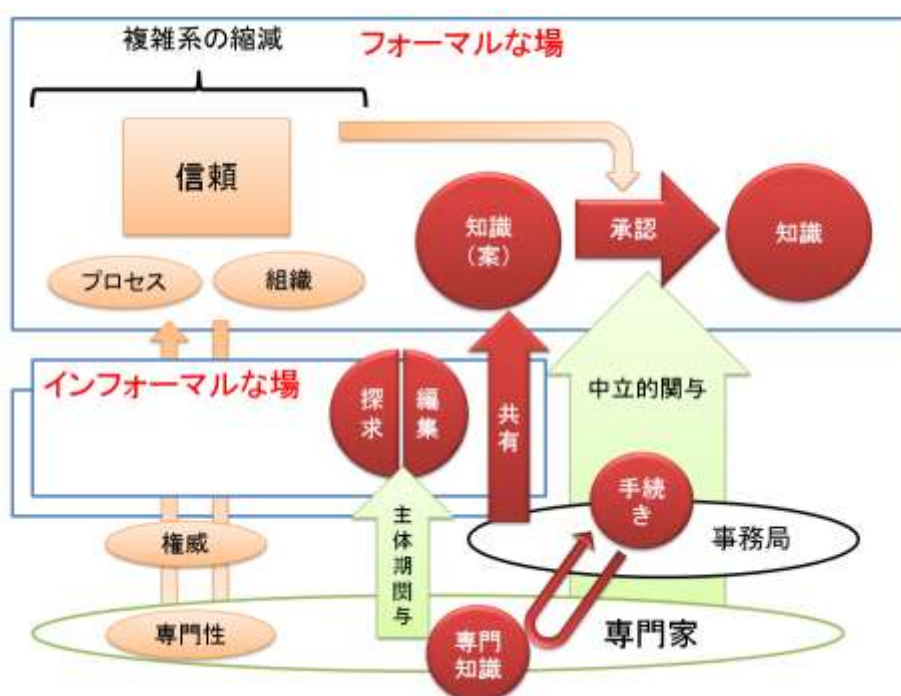 複雑系の縮減
フォーマルな場
信頼
知識
（案）
承認
知識
プロセス
組織
インフォーマルな場
探
求
編
集
共
有
中立的関与
手続
き
事務局
権威
主
体
期
関
与
専門性
専門
知識
専門家